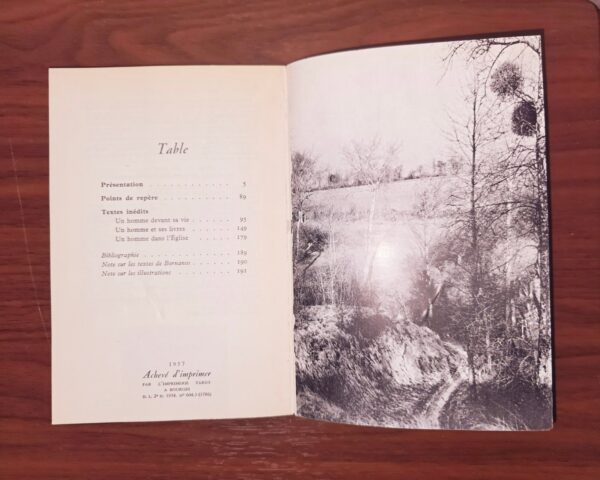 Table
Présentation . . . . . . . . . . . . 5
Points de repère . . . . . . . . . . 89
Textes inédits
Un homme devant sa vie . . . . . . 95
Un homme et ses livres . . . . . . 149
Un homme dans l'Église . . . . . . 179
Bibliographie . . . . . . . . . . . . 189
Note sur les textes de Bernanos . . . . 190
Note sur les illustrations . . . . . . . 191
1957
Achevé d'imprimer
PAR L'IMPRIMERIE TARDY
A BOURGES